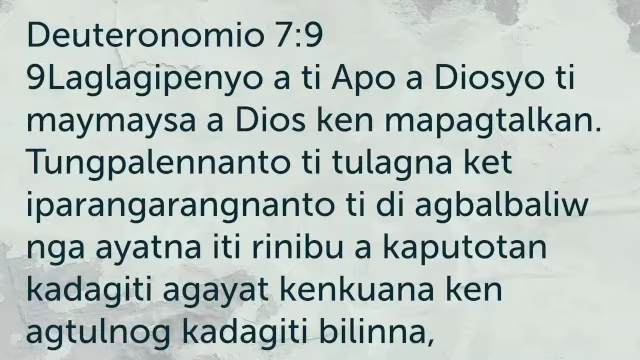 Deuteronomio 7:9
9Laglagipenyo a ti Apo a Diosyo ti
maymaysa a Dios ken mapagtalkan.
Tungpalennanto ti tulagna ket
iparangarangnanto ti di agbalbaliw
nga ayatna iti rinibu a kaputotan
kadagiti agayat kenkuana ken
agtulnog kadagiti bilinna,